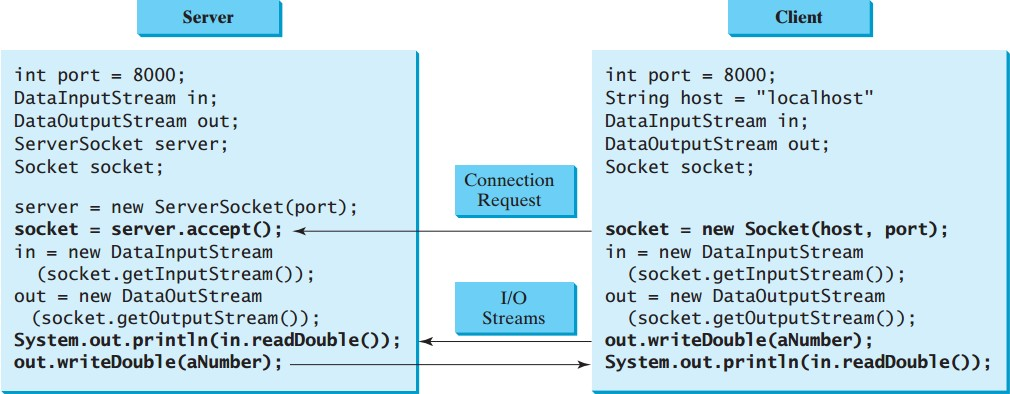 Server
int port = 8000;
DataInputStream in;
DataOutputStream out;
ServerSocket server;
Socket socket;
server = new ServerSocket(port);
socket = server.accept();
in = new DataInputStream
(socket.getInputStream());
out = new DataOutStream
(socket.getOutputStream());
System.out.println(in.readDouble());
out.writeDouble(aNumber);
Connection
Request
I/O
Streams
Client
int port = 8000;
String host = "localhost"
DataInputStream in;
DataOutputStream out;
Socket socket;
socket = new Socket(host, port);
in = new DataInputStream
(socket.getInputStream());
out = new DataOutputStream
(socket.getOutputStream());
out.writeDouble(aNumber);
System.out.println(in.readDouble());